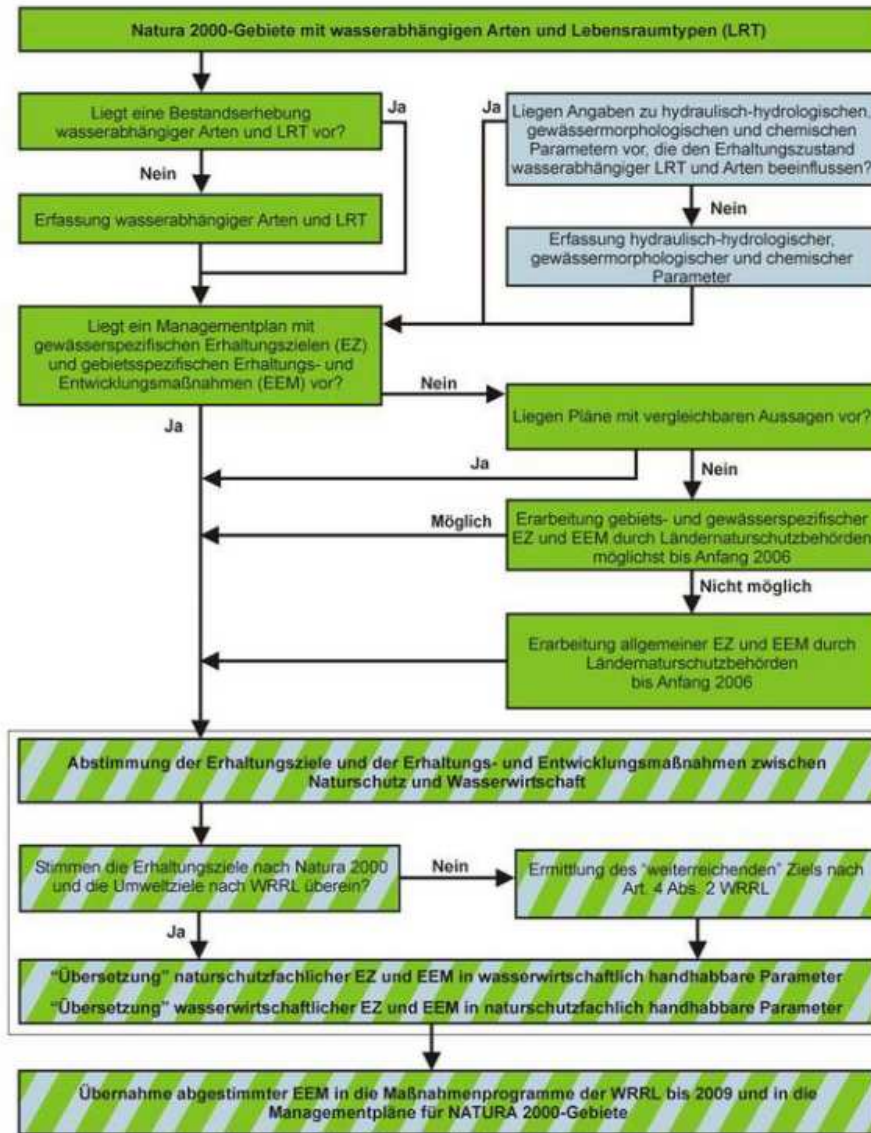 Natura 2000-Gebiete mit wasserabhängigen Arten und Lebensraumtypen (LRT)
Liegt eine Bestandserhebung
wasserabhängiger Arten und LRT vor?
Ja
Nein
Erfassung wasserabhängiger Arten und LRT
Ja
Liegen Angaben zu hydraulisch-hydrologischen,
gewässermorphologischen und chemischen
Parametern vor, die den Erhaltungszustand
wasserabhängiger LRT und Arten beeinflussen?
Nein
Erfassung hydraulisch-hydrologischer,
gewässermorphologischer und chemischer
Parameter
Liegt ein Managementplan mit
gewässerspezifischen Erhaltungszielen (EZ)
und gebietsspezifischen Erhaltungs- und
Entwicklungsmaßnahmen (EEM) vor?
Nein
Ja
Liegen Pläne mit vergleichbaren Aussagen vor?
Ja
Nein
Möglich
Erarbeitung gebiets- und gewässerspezifischer
EZ und EEM durch Ländernaturschutzbehörden
möglichst bis Anfang 2006
Nicht möglich
Erarbeitung allgemeiner EZ und EEM durch
Ländernaturschutzbehörden
bis Anfang 2006
Abstimmung der Erhaltungsziele und der Erhaltungs- und Entwicklungsmaßnahmen zwischen
Naturschutz und Wasserwirtschaft
Stimmen die Erhaltungsziele nach Natura 2000
und die Umweltziele nach WRRL überein?
Nein
Ermittlung des "weiterreichenden" Ziels nach
Art. 4 Abs. 2 WRRL
Ja
"Übersetzung" naturschutzfachlicher EZ und EEM in wasserwirtschaftlich handhabbare Parameter
"Übersetzung" wasserwirtschaftlicher EZ und EEM in naturschutzfachlich handhabbare Parameter
Übernahme abgestimmter EEM in die Maßnahmenprogramme der WRRL bis 2009 und in die
Managementpläne für NATURA 2000-Gebiete